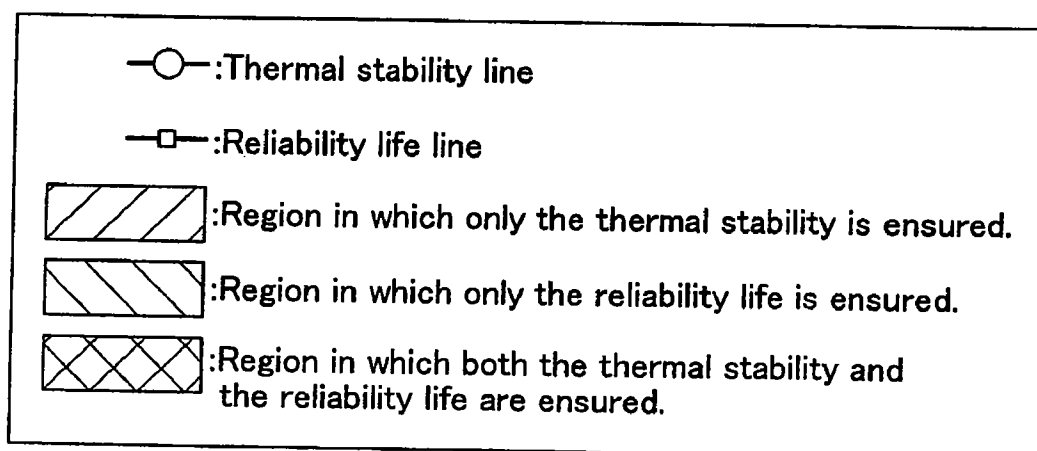 :Thermal stability line
:Reliability life line
:Region in which only the thermal stability is ensured.
:Region in which only the reliability life is ensured.
:Region in which both the thermal stability and
the reliability life are ensured.